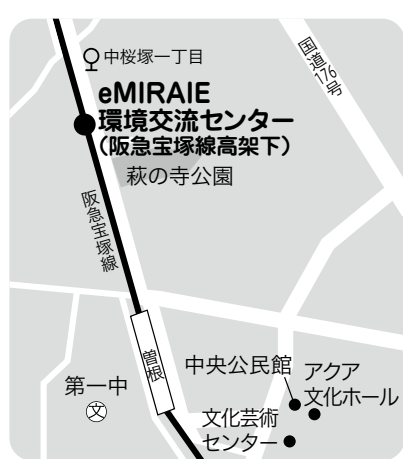 中桜塚一丁目
国道176号
eMIRAIE
環境交流センター
(阪急宝塚線高架下)
萩の寺公園
阪急宝塚線
曽根
中央公民館
アクア
文化ホール
第一中
文
文化芸術
センター